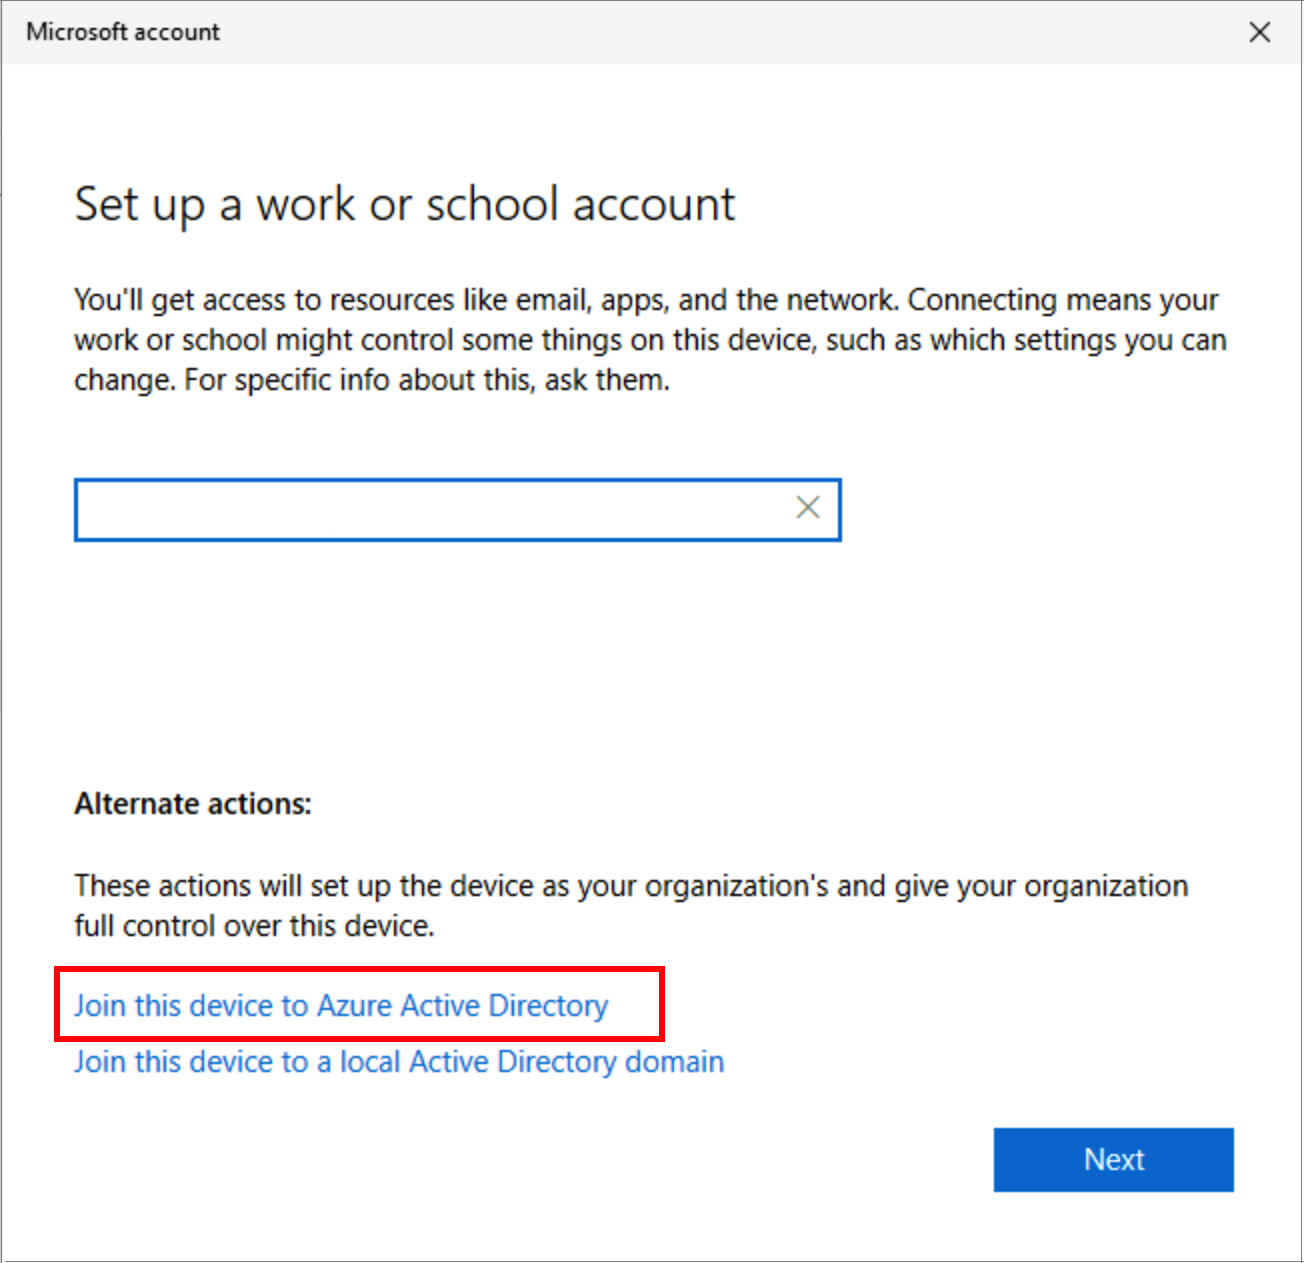 Microsoft account
Set up a work or school account
You'll get access to resources like email, apps, and the network. Connecting means your
work or school might control some things on this device, such as which settings you can
change. For specific info about this, ask them.
Alternate actions:
These actions will set up the device as your organization's and give your organization
full control over this device.
Join this device to Azure Active Directory
Join this device to a local Active Directory domain
Next